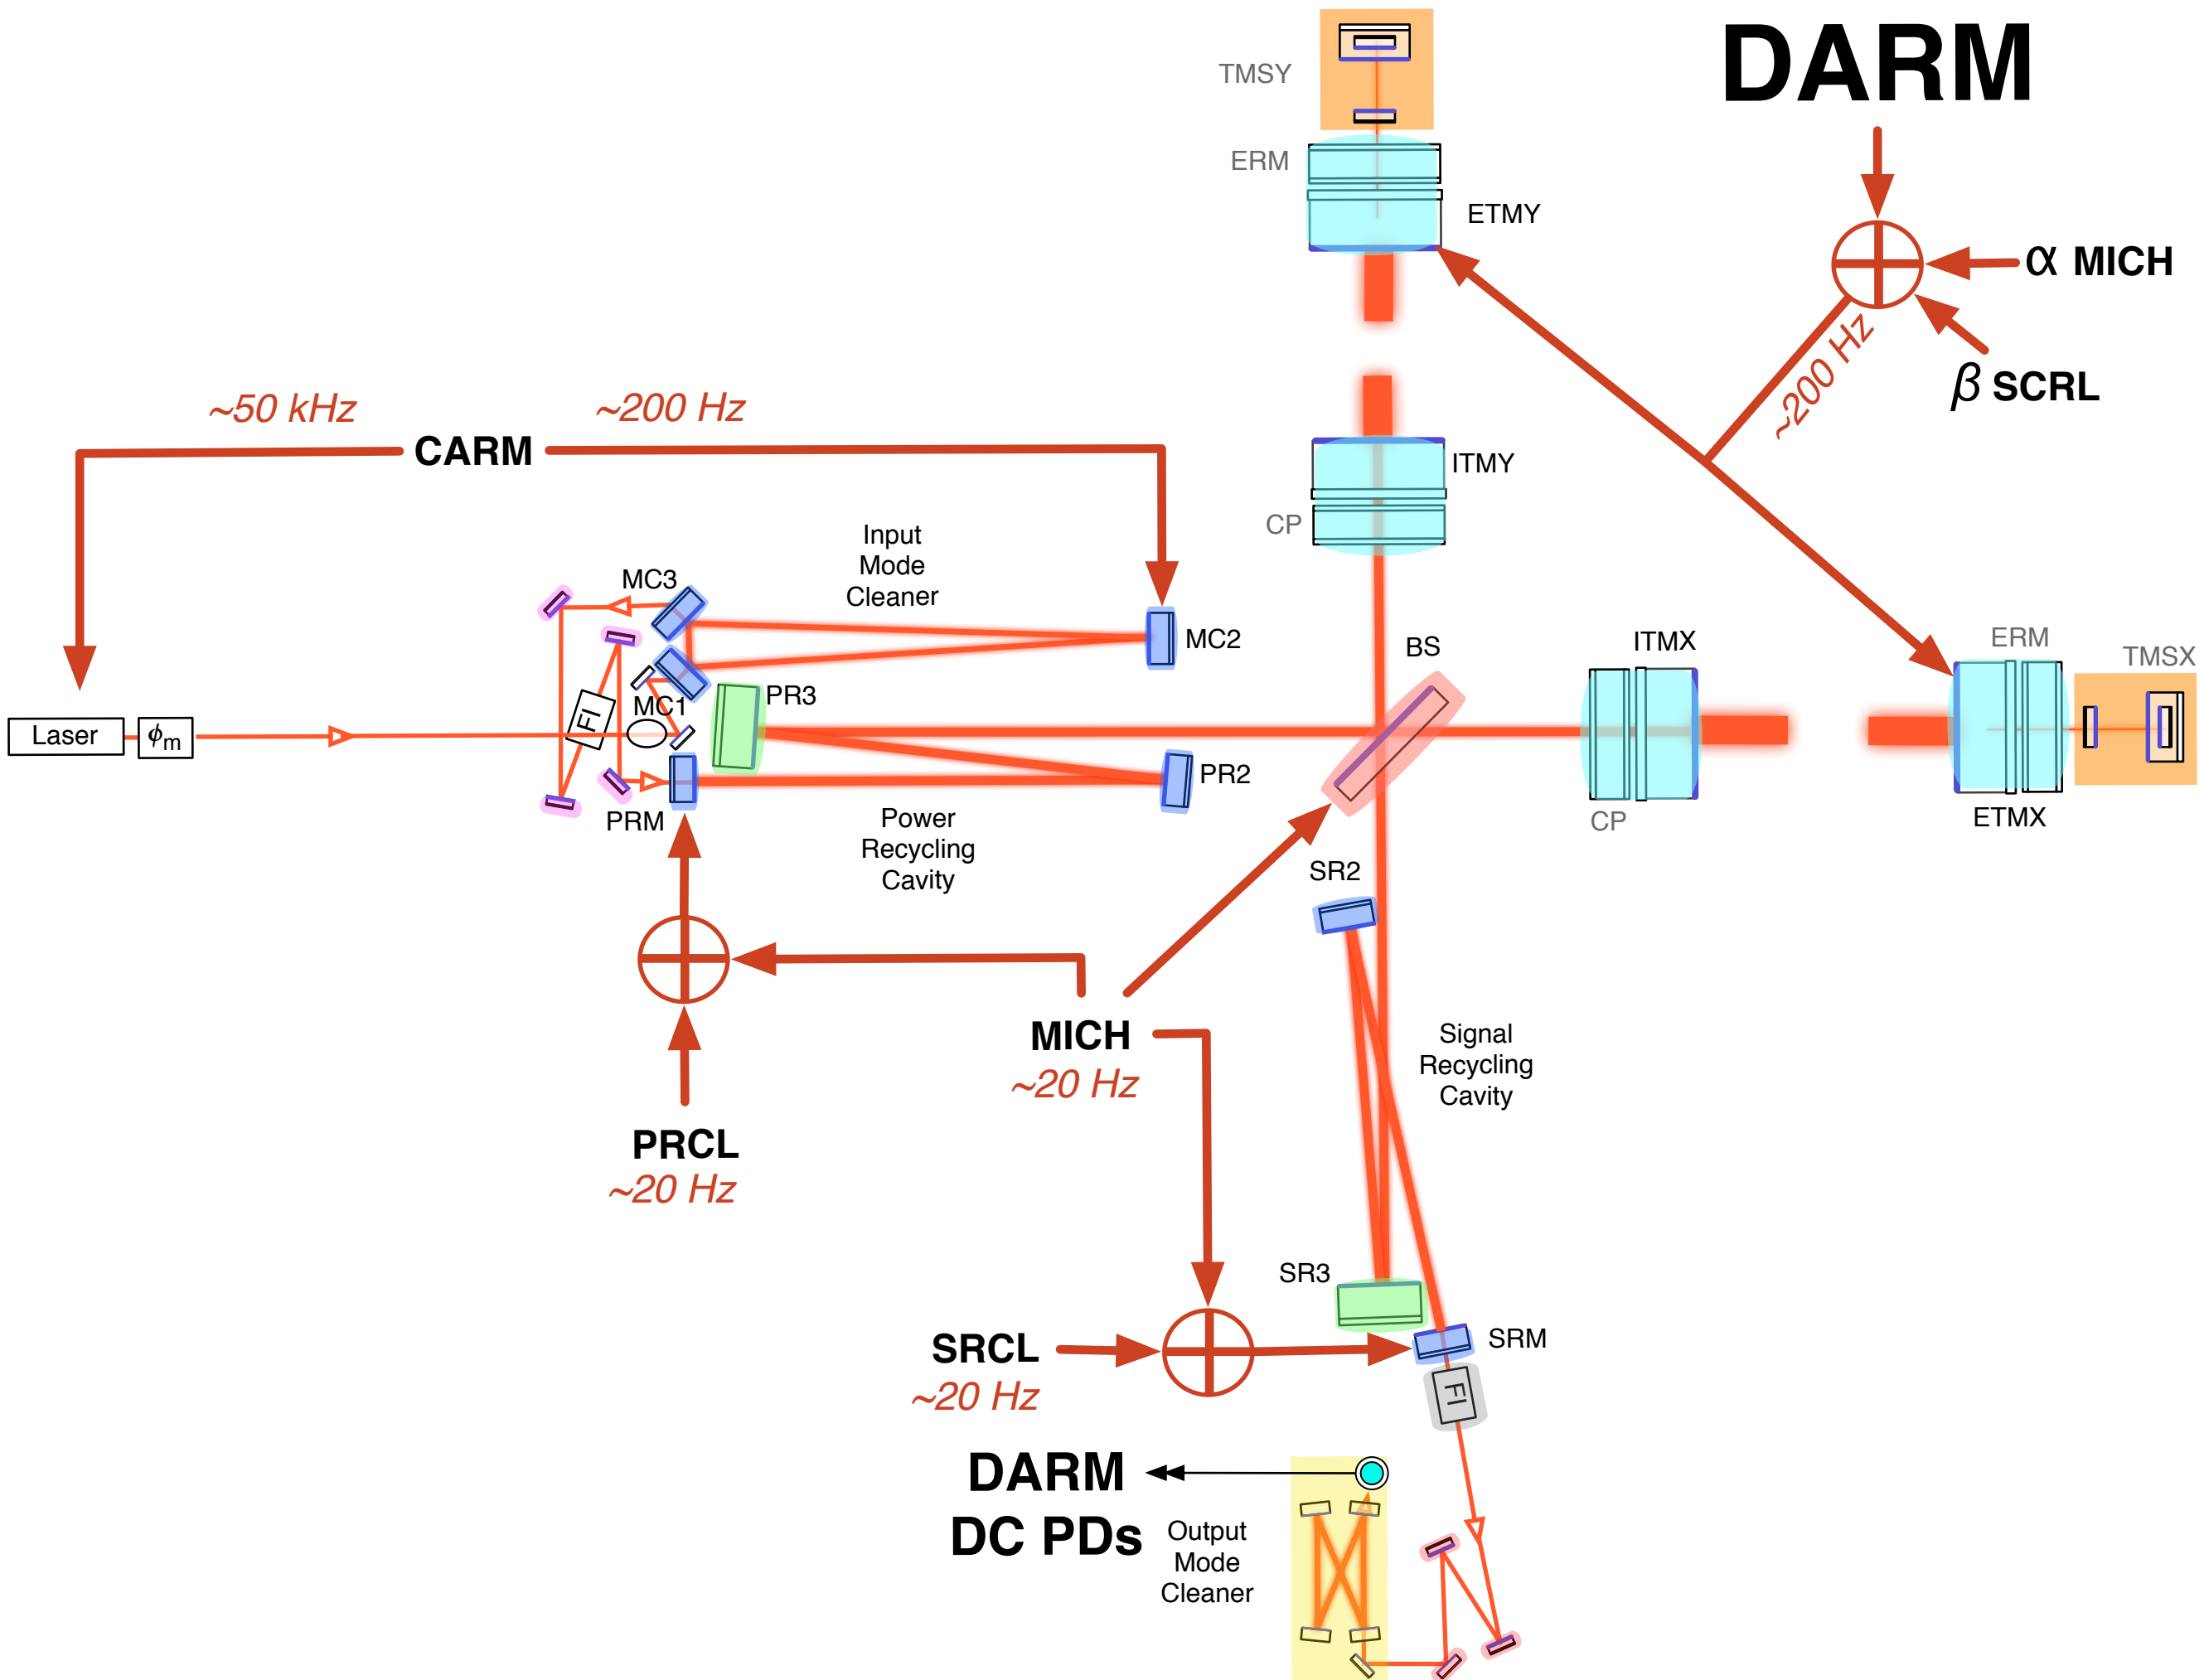 DARM
TMSY
ERM
ETMY
α MICH
β SCRL
~200 Hz
~50 kHz
~200 Hz
CARM
ITMY
CP
Input
Mode
Cleaner
MC3
MC2
BS
ITMX
ERM
TMSX
PR3
MC1
FI
Laser
ϕm
PR2
PRM
CP
ETMX
Power
Recycling
Cavity
SR2
MICH
~20 Hz
Signal
Recycling
Cavity
PRCL
~20 Hz
SR3
SRM
SRCL
~20 Hz
FI
DARM
DC PDs
Output
Mode
Cleaner